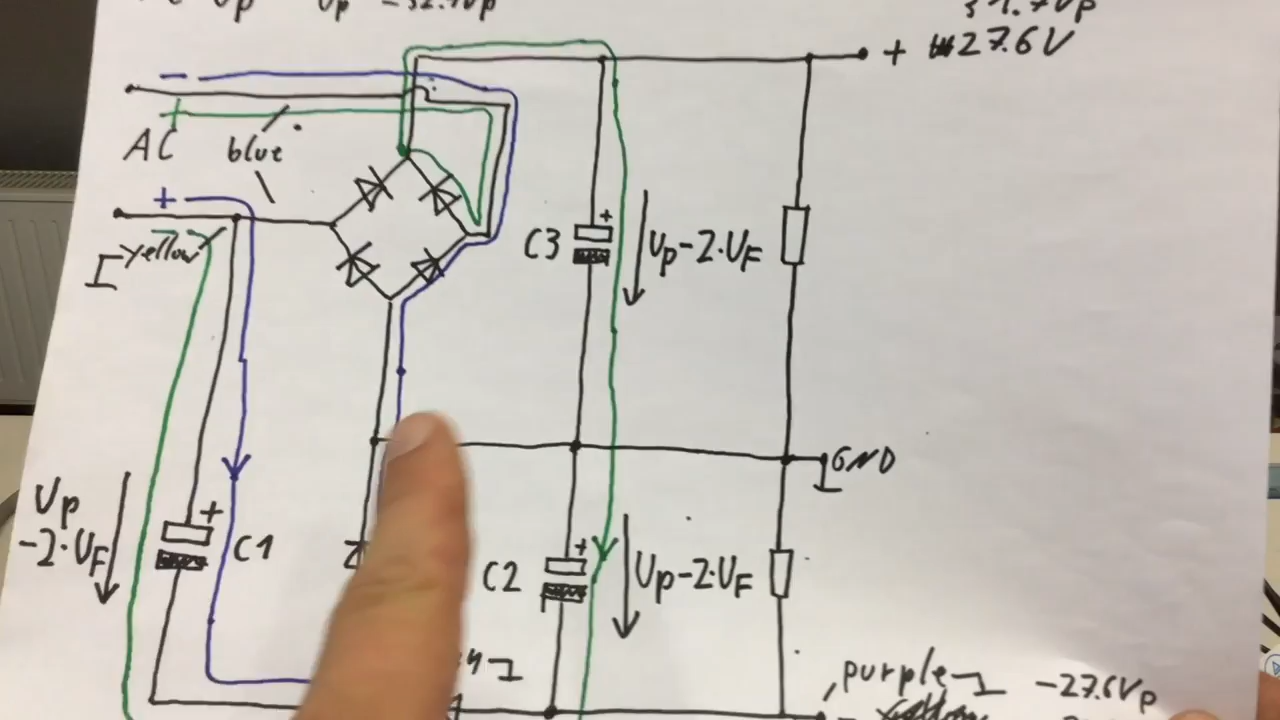 + 27.6V
AC
blue
+
yellow
C3
Up-2·UF
GND
Up
-2·UF
+
C1
C2
+
Up-2·UF
purple -27.6Vp